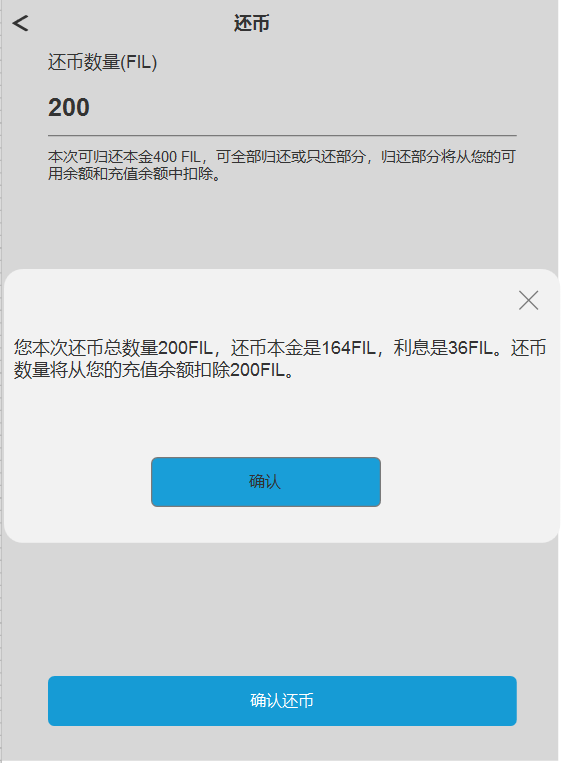 还币
还币数量(FIL)
200
本次可归还本金400 FIL，可全部归还或只还部分，归还部分将从您的可
用余额和充值余额中扣除。
您本次还币总数量200FIL，还币本金是164FIL，利息是36FIL。还币
数量将从您的充值余额扣除200FIL。
确认
确认还币